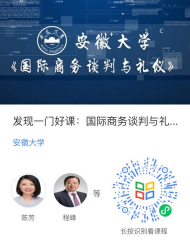 安徽大学
《国际商务谈判与礼仪》
发现一门好课：国际商务谈判与礼...
安徽大学
陈芳
程峰
等
长按识别看课程